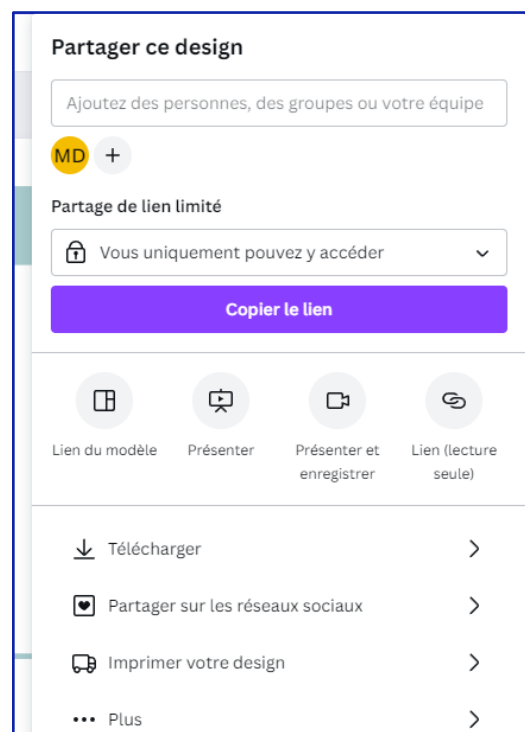 Partager ce design
Ajoutez des personnes, des groupes ou votre équipe
MD +
Partage de lien limité
Vous uniquement pouvez y accéder
Copier le lien
Lien du modèle
Présenter
Présenter et
enregistrer
Lien (lecture
seule)
Télécharger
Partager sur les réseaux sociaux
Imprimer votre design
Plus